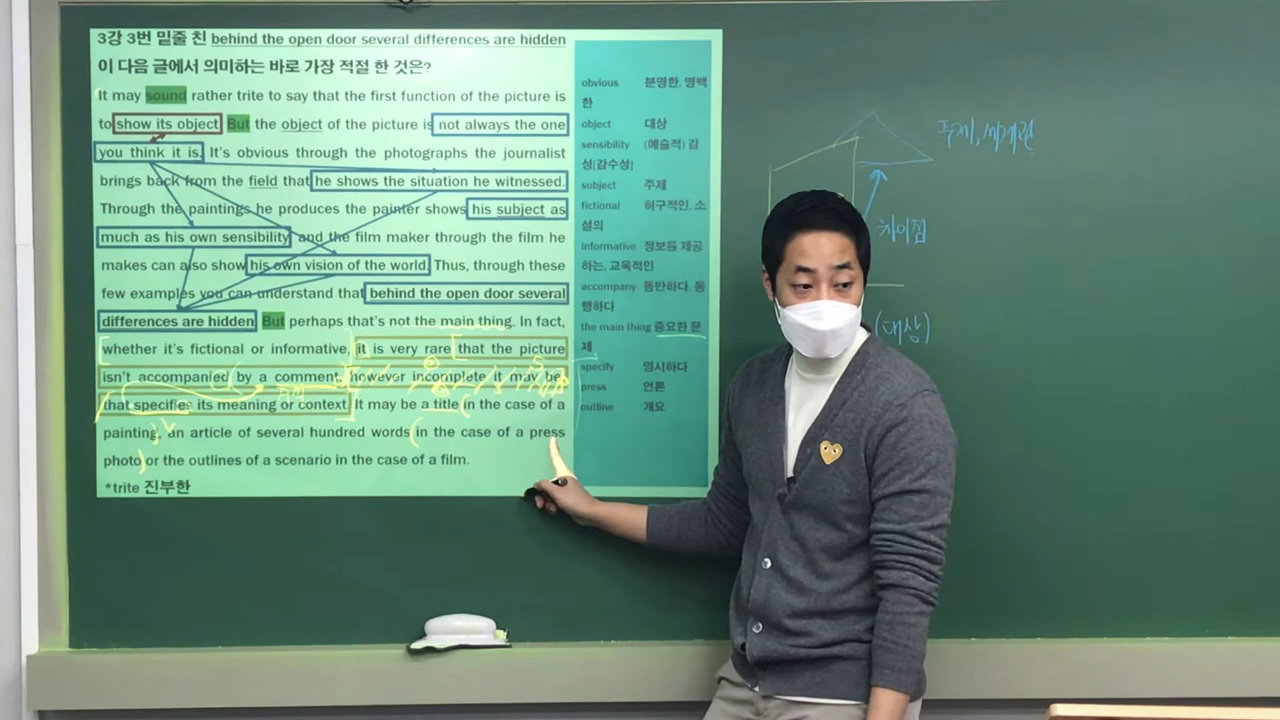 3강 3번 밑줄 친 behind the open door several differences are hidden
이 다음 글에서 의미하는 바로 가장 적절 한 것은?
It may sound rather trite to say that the first function of the picture is
to show its object. But the object of the picture is not always the one
you think it is. It's obvious through the photographs the journalist
brings back from the field that he shows the situation he witnessed.
Through the paintings he produces the painter shows his subject as
much as his own sensibility and the film maker through the film he
makes can also show his own vision of the world. Thus, through these
few examples you can understand that behind the open door several
differences are hidden. But perhaps that's not the main thing. In fact,
whether it's fictional or informative, it is very rare that the picture
isn't accompanied by a comment, however incomplete it may be
that specifies its meaning or context. It may be a title in the case of a
painting, an article of several hundred words in the case of a press
photo or the outlines of a scenario in the case of a film.
*trite 진부한
obvious 분명한, 명백
한
object 대상
sensibility (예술적) 감
성[감수성]
subject 주제
fictional 허구적인, 소
설의
informative 정보를 제공
하는, 교육적인
accompany 동반하다, 동
행하다
the main thing 중요한 문
제
specify 명시하다
press 언론
outline 개요
주제, 세계관
차이점
(대상)